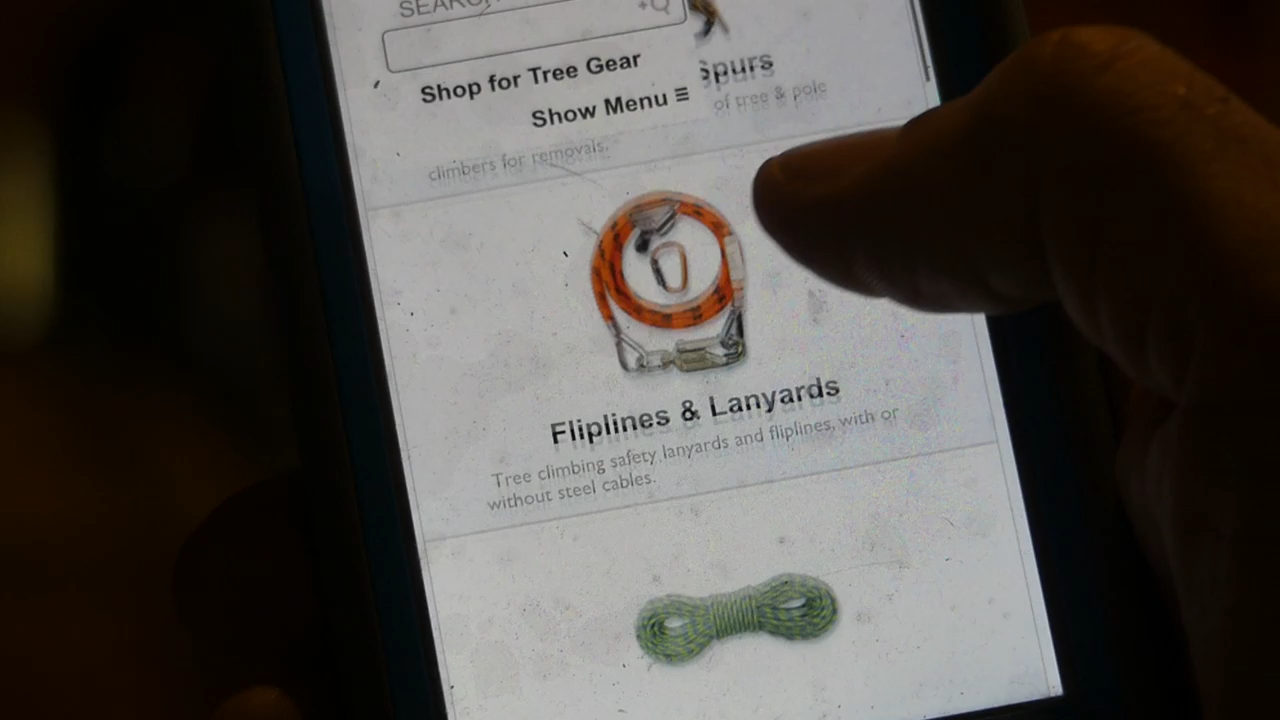 SEARCH
Shop for Tree Gear
Show Menu ≡
Spurs
of tree & pole
climbers for removals.
Fliplines & Lanyards
Tree climbing safety lanyards and fliplines, with or
without steel cables.